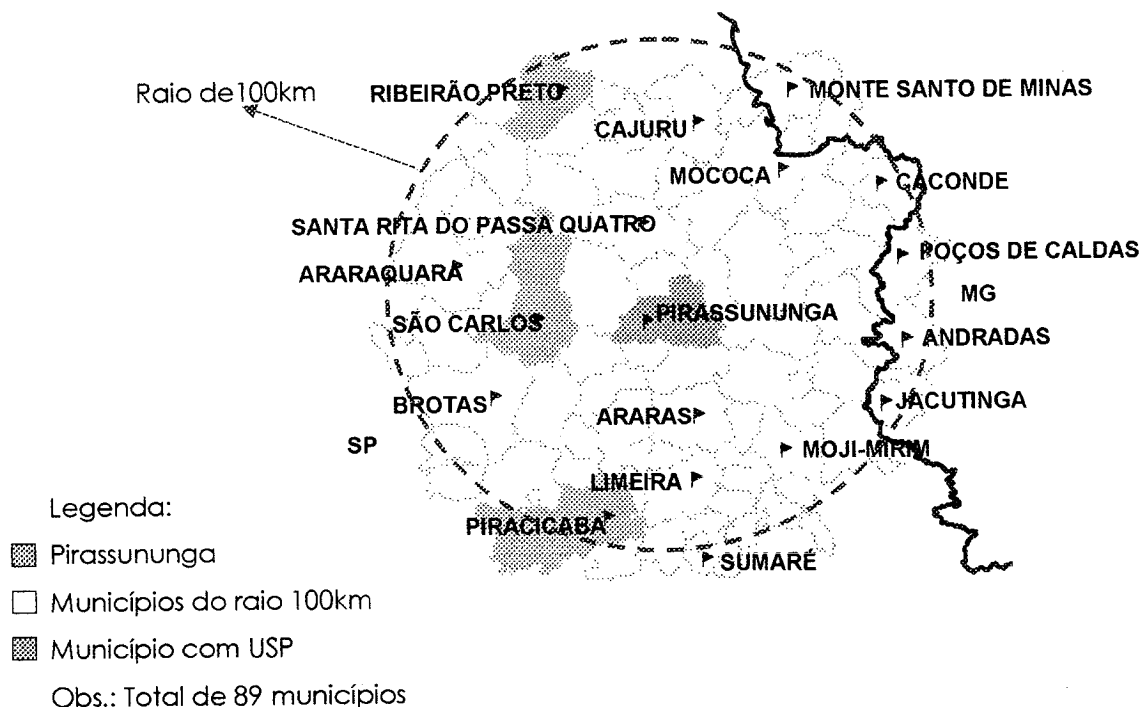 MONTE SANTO DE MINAS
Raio de100km
RIBEIRÃO PRETO
CAJURU
MOCOCA
CACONDE
SANTA RITA DO PASSA QUATRO
POÇOS DE CALDAS
ARARAQUARA
MG
SÃO CARLOS
PIRASSUNUNGA
ANDRADAS
BROTAS
ARARAS
JACUTINGA
SP
MOJI-MIRIM
LIMEIRA
PIRACICABA
SUMARÉ
Legenda:
Pirassununga
Municípios do raio 100km
Município com USP
Obs.: Total de 89 municípios